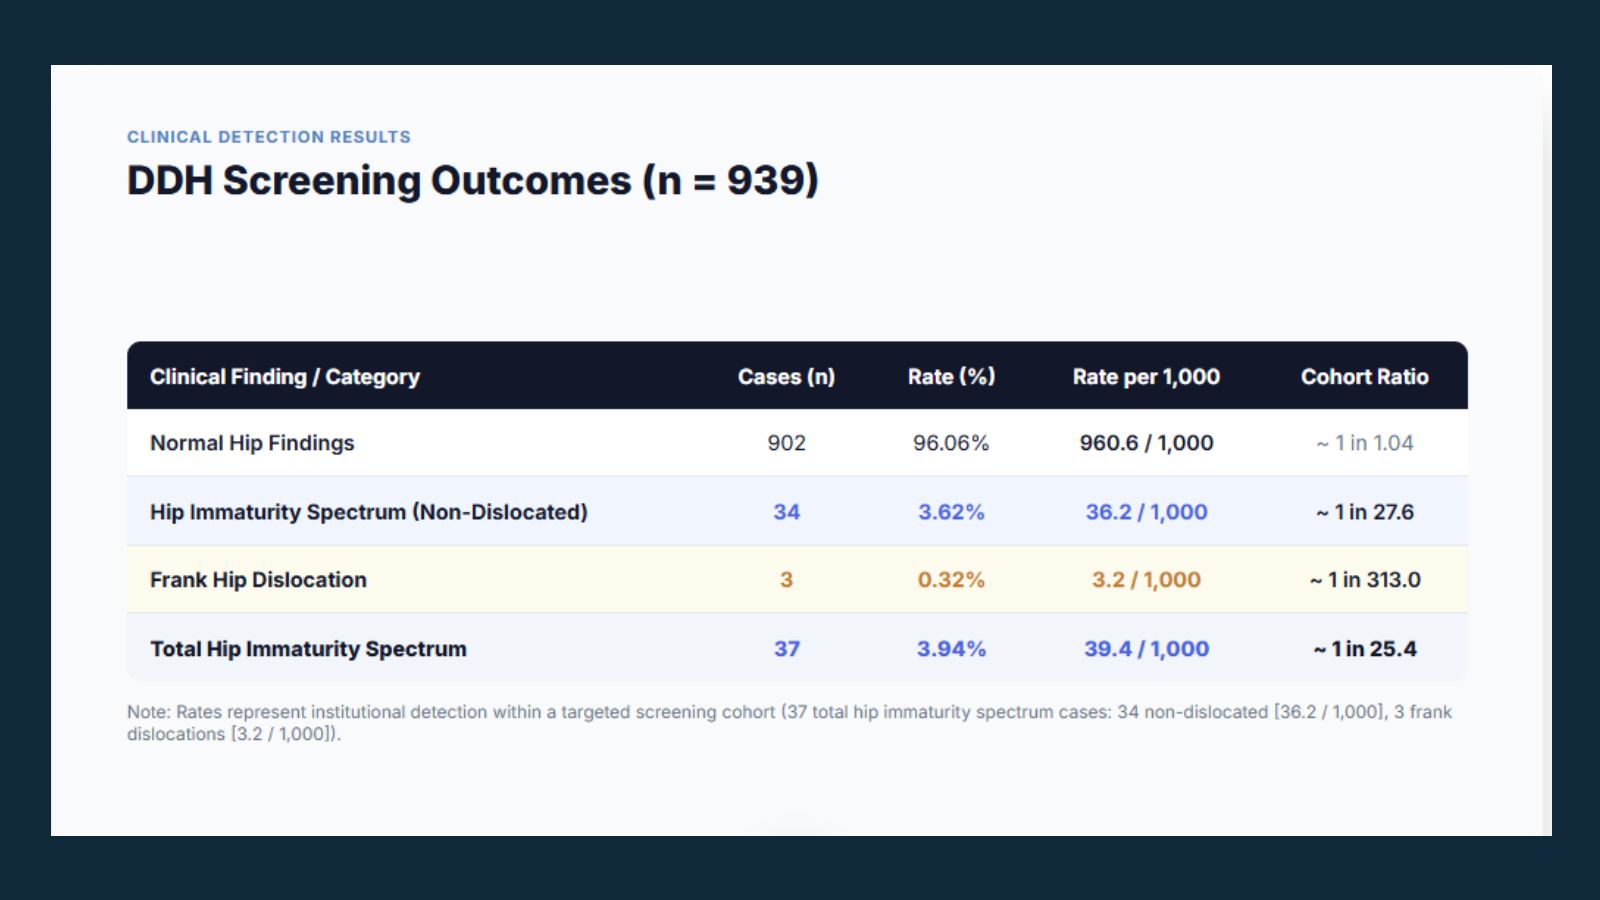 CLINICAL DETECTION RESULTS
DDH Screening Outcomes (n = 939)
Clinical Finding / Category Cases (n) Rate (%) Rate per 1,000 Cohort Ratio
Normal Hip Findings 902 96.06% 960.6 / 1,000 ~ 1 in 1.04
Hip Immaturity Spectrum (Non-Dislocated) 34 3.62% 36.2 / 1,000 ~ 1 in 27.6
Frank Hip Dislocation 3 0.32% 3.2 / 1,000 ~ 1 in 313.0
Total Hip Immaturity Spectrum 37 3.94% 39.4 / 1,000 ~ 1 in 25.4
Note: Rates represent institutional detection within a targeted screening cohort (37 total hip immaturity spectrum cases: 34 non-dislocated [36.2 / 1,000], 3 frank
dislocations [3.2 / 1,000]).